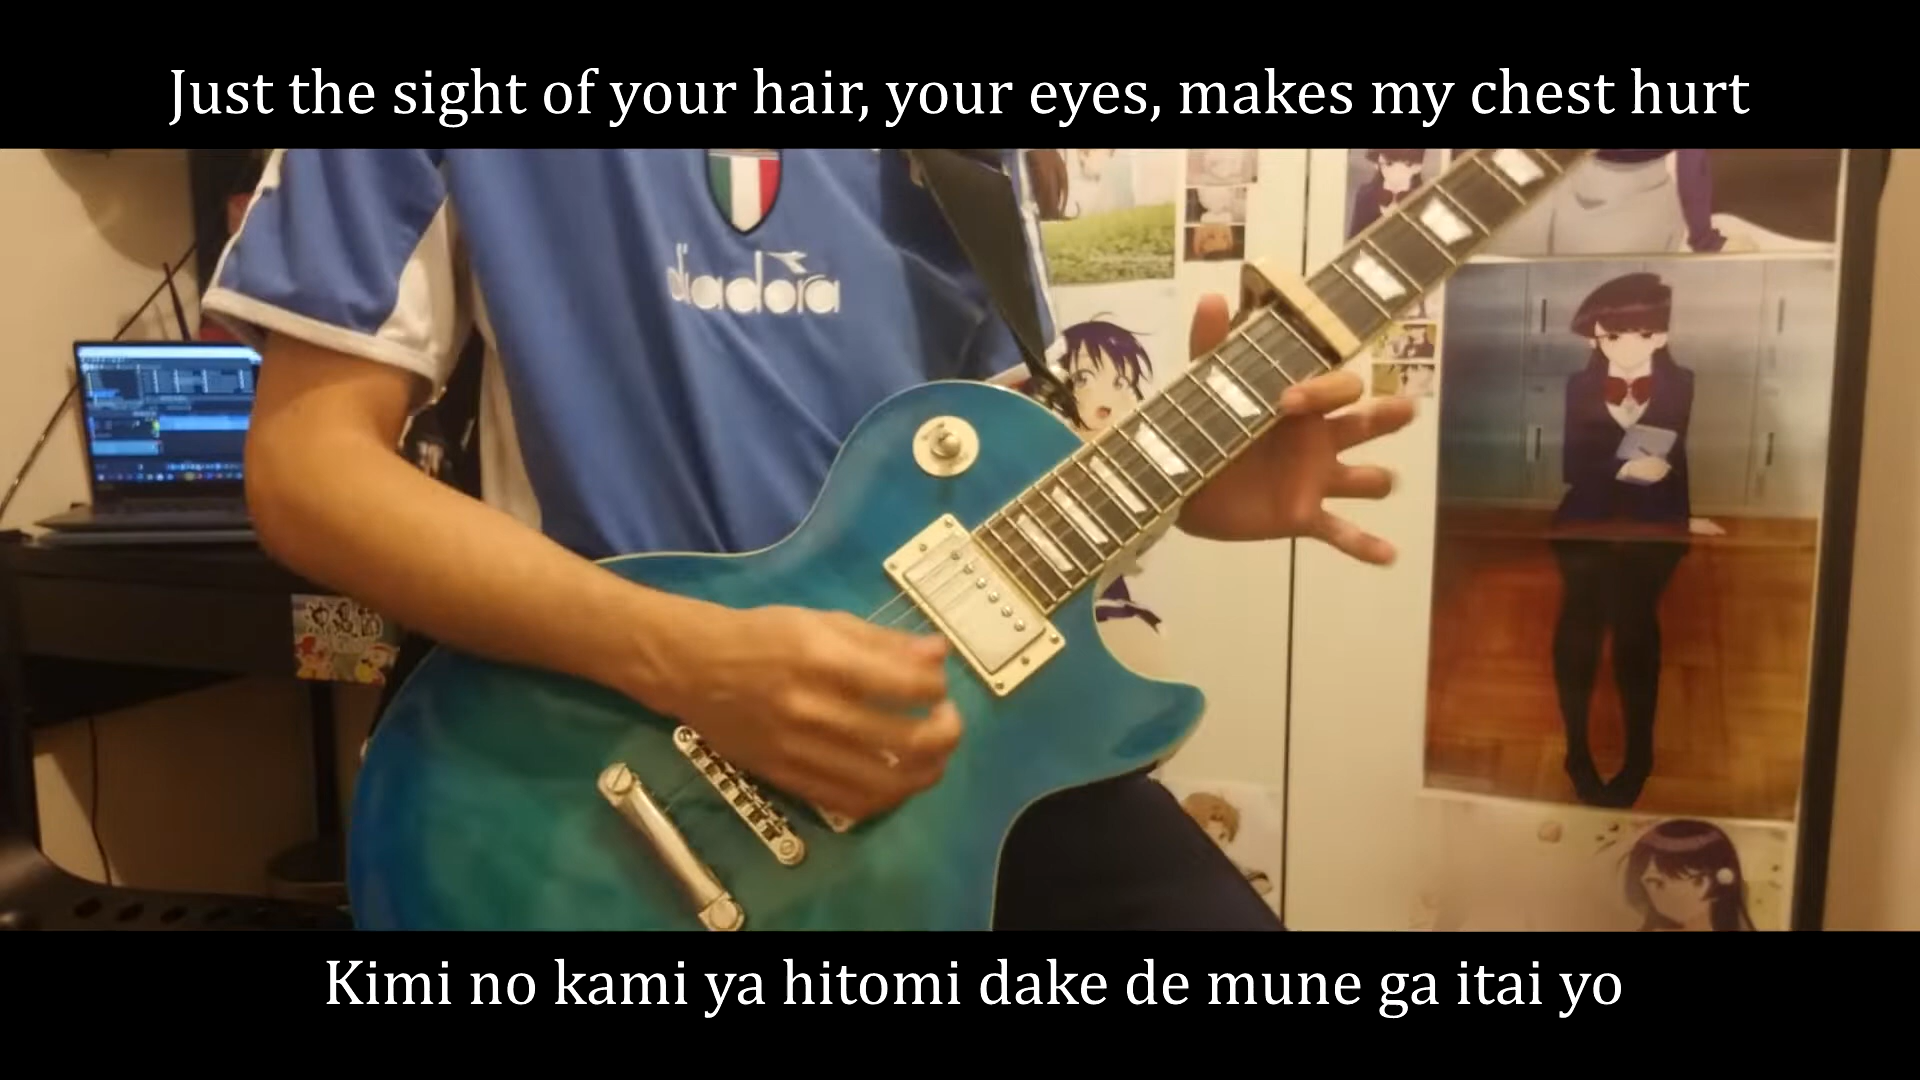 Just the sight of your hair, your eyes, makes my chest hurt
diadora
Kimi no kami ya hitomi dake de mune ga itai yo